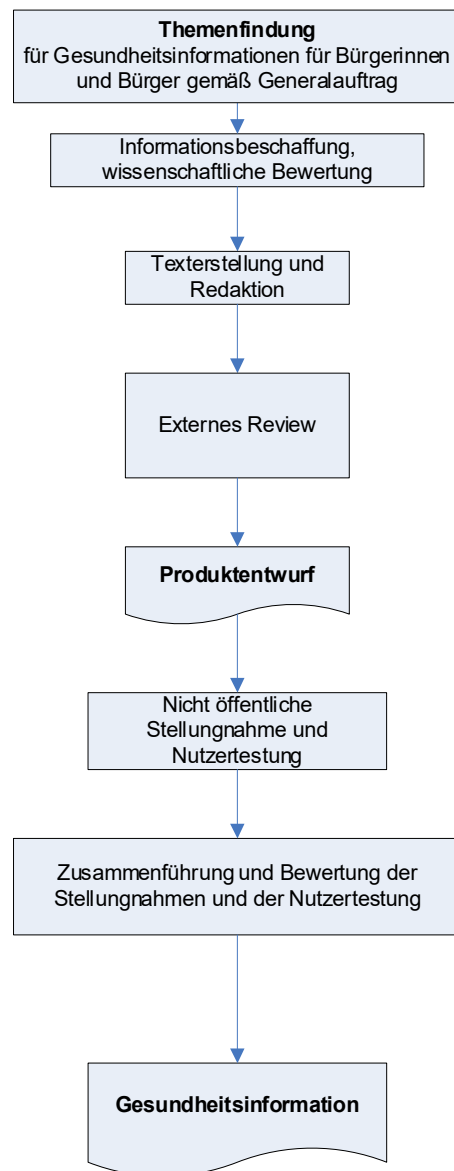 Themenfindung
für Gesundheitsinformationen für Bürgerinnen
und Bürger gemäß Generalauftrag
Informationsbeschaffung,
wissenschaftliche Bewertung
Texterstellung und
Redaktion
Externes Review
Produktentwurf
Nicht öffentliche
Stellungnahme und
Nutzertestung
Zusammenführung und Bewertung der
Stellungnahmen und der Nutzertestung
Gesundheitsinformation